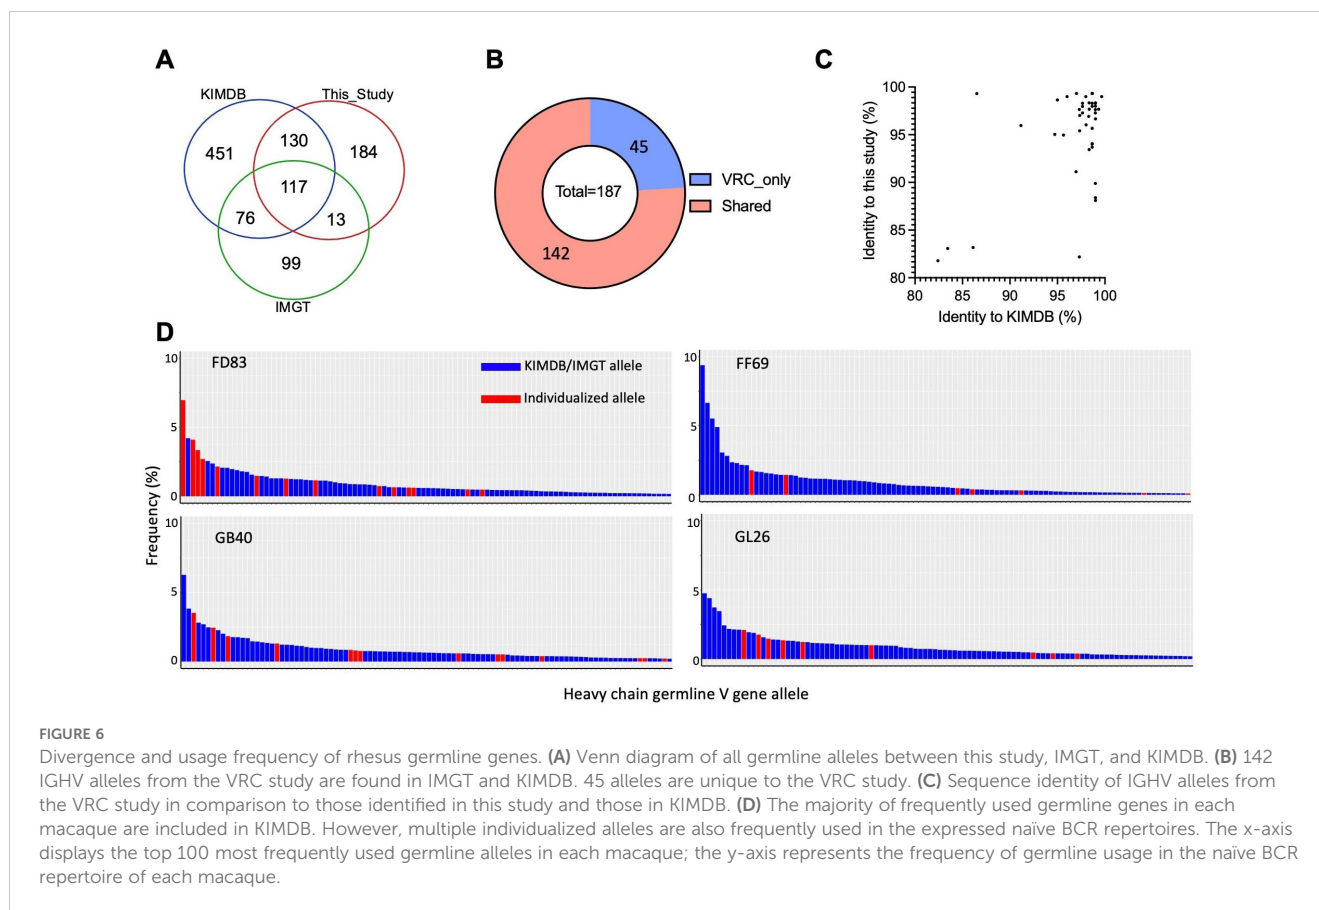 A
KIMDB
This_Study
451
130
184
117
76
13
99
IMGT
B
45
Total=187
142
VRC_only
Shared
C
Identity to this study (%)
100
95
90
85
80
80
85
90
95
100
Identity to KIMDB (%)
D
Frequency (%)
10
5
0
FD83
KIMDB/IMGT allele
Individualized allele
10
5
0
FF69
10
5
0
GB40
10
5
0
GL26
Heavy chain germline V gene allele
FIGURE 6
Divergence and usage frequency of rhesus germline genes. (A) Venn diagram of all germline alleles between this study, IMGT, and KIMDB. (B) 142
IGHV alleles from the VRC study are found in IMGT and KIMDB. 45 alleles are unique to the VRC study. (C) Sequence identity of IGHV alleles from
the VRC study in comparison to those identified in this study and those in KIMDB. (D) The majority of frequently used germline genes in each
macaque are included in KIMDB. However, multiple individualized alleles are also frequently used in the expressed naïve BCR repertoires. The x-axis
displays the top 100 most frequently used germline alleles in each macaque; the y-axis represents the frequency of germline usage in the naïve BCR
repertoire of each macaque.